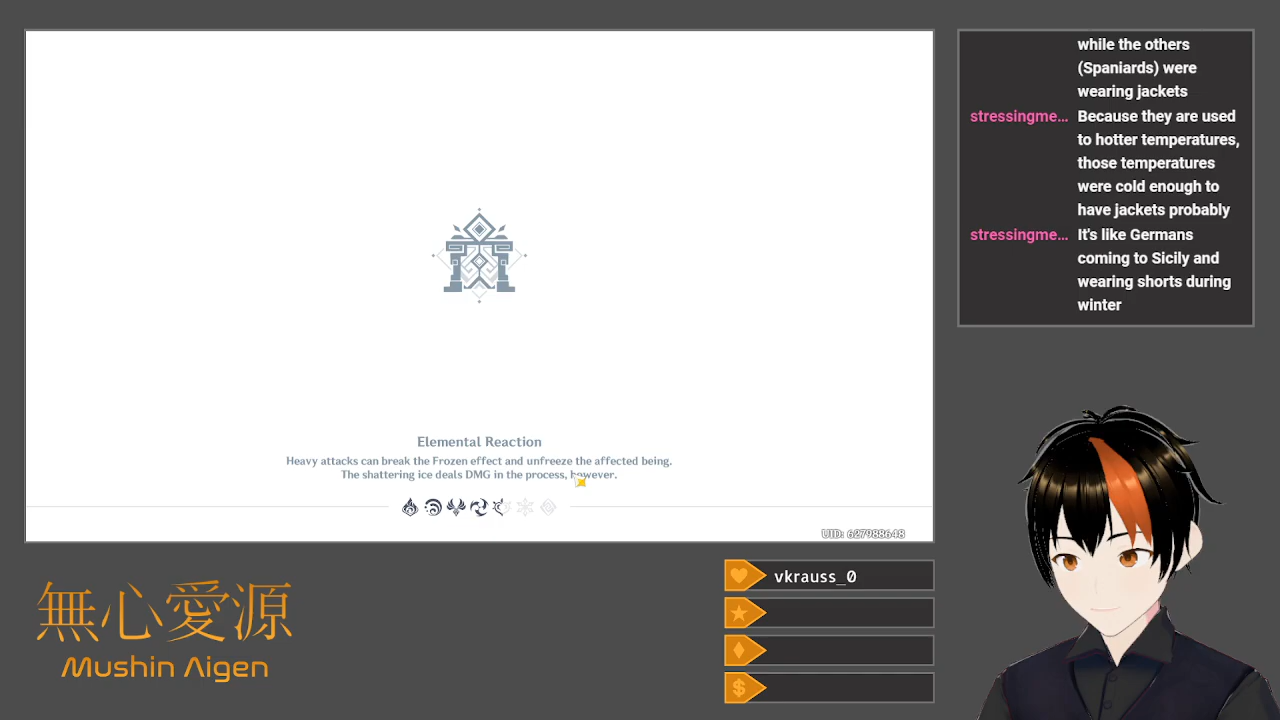 while the others
(Spaniards) were
wearing jackets
stressingme... Because they are used
to hotter temperatures,
those temperatures
were cold enough to
have jackets probably
stressingme... It's like Germans
coming to Sicily and
wearing shorts during
winter
Elemental Reaction
Heavy attacks can break the Frozen effect and unfreeze the affected being.
The shattering ice deals DMG in the process, however.
UID: 627988648
vkrauss_0
無心愛源
Mushin Aigen